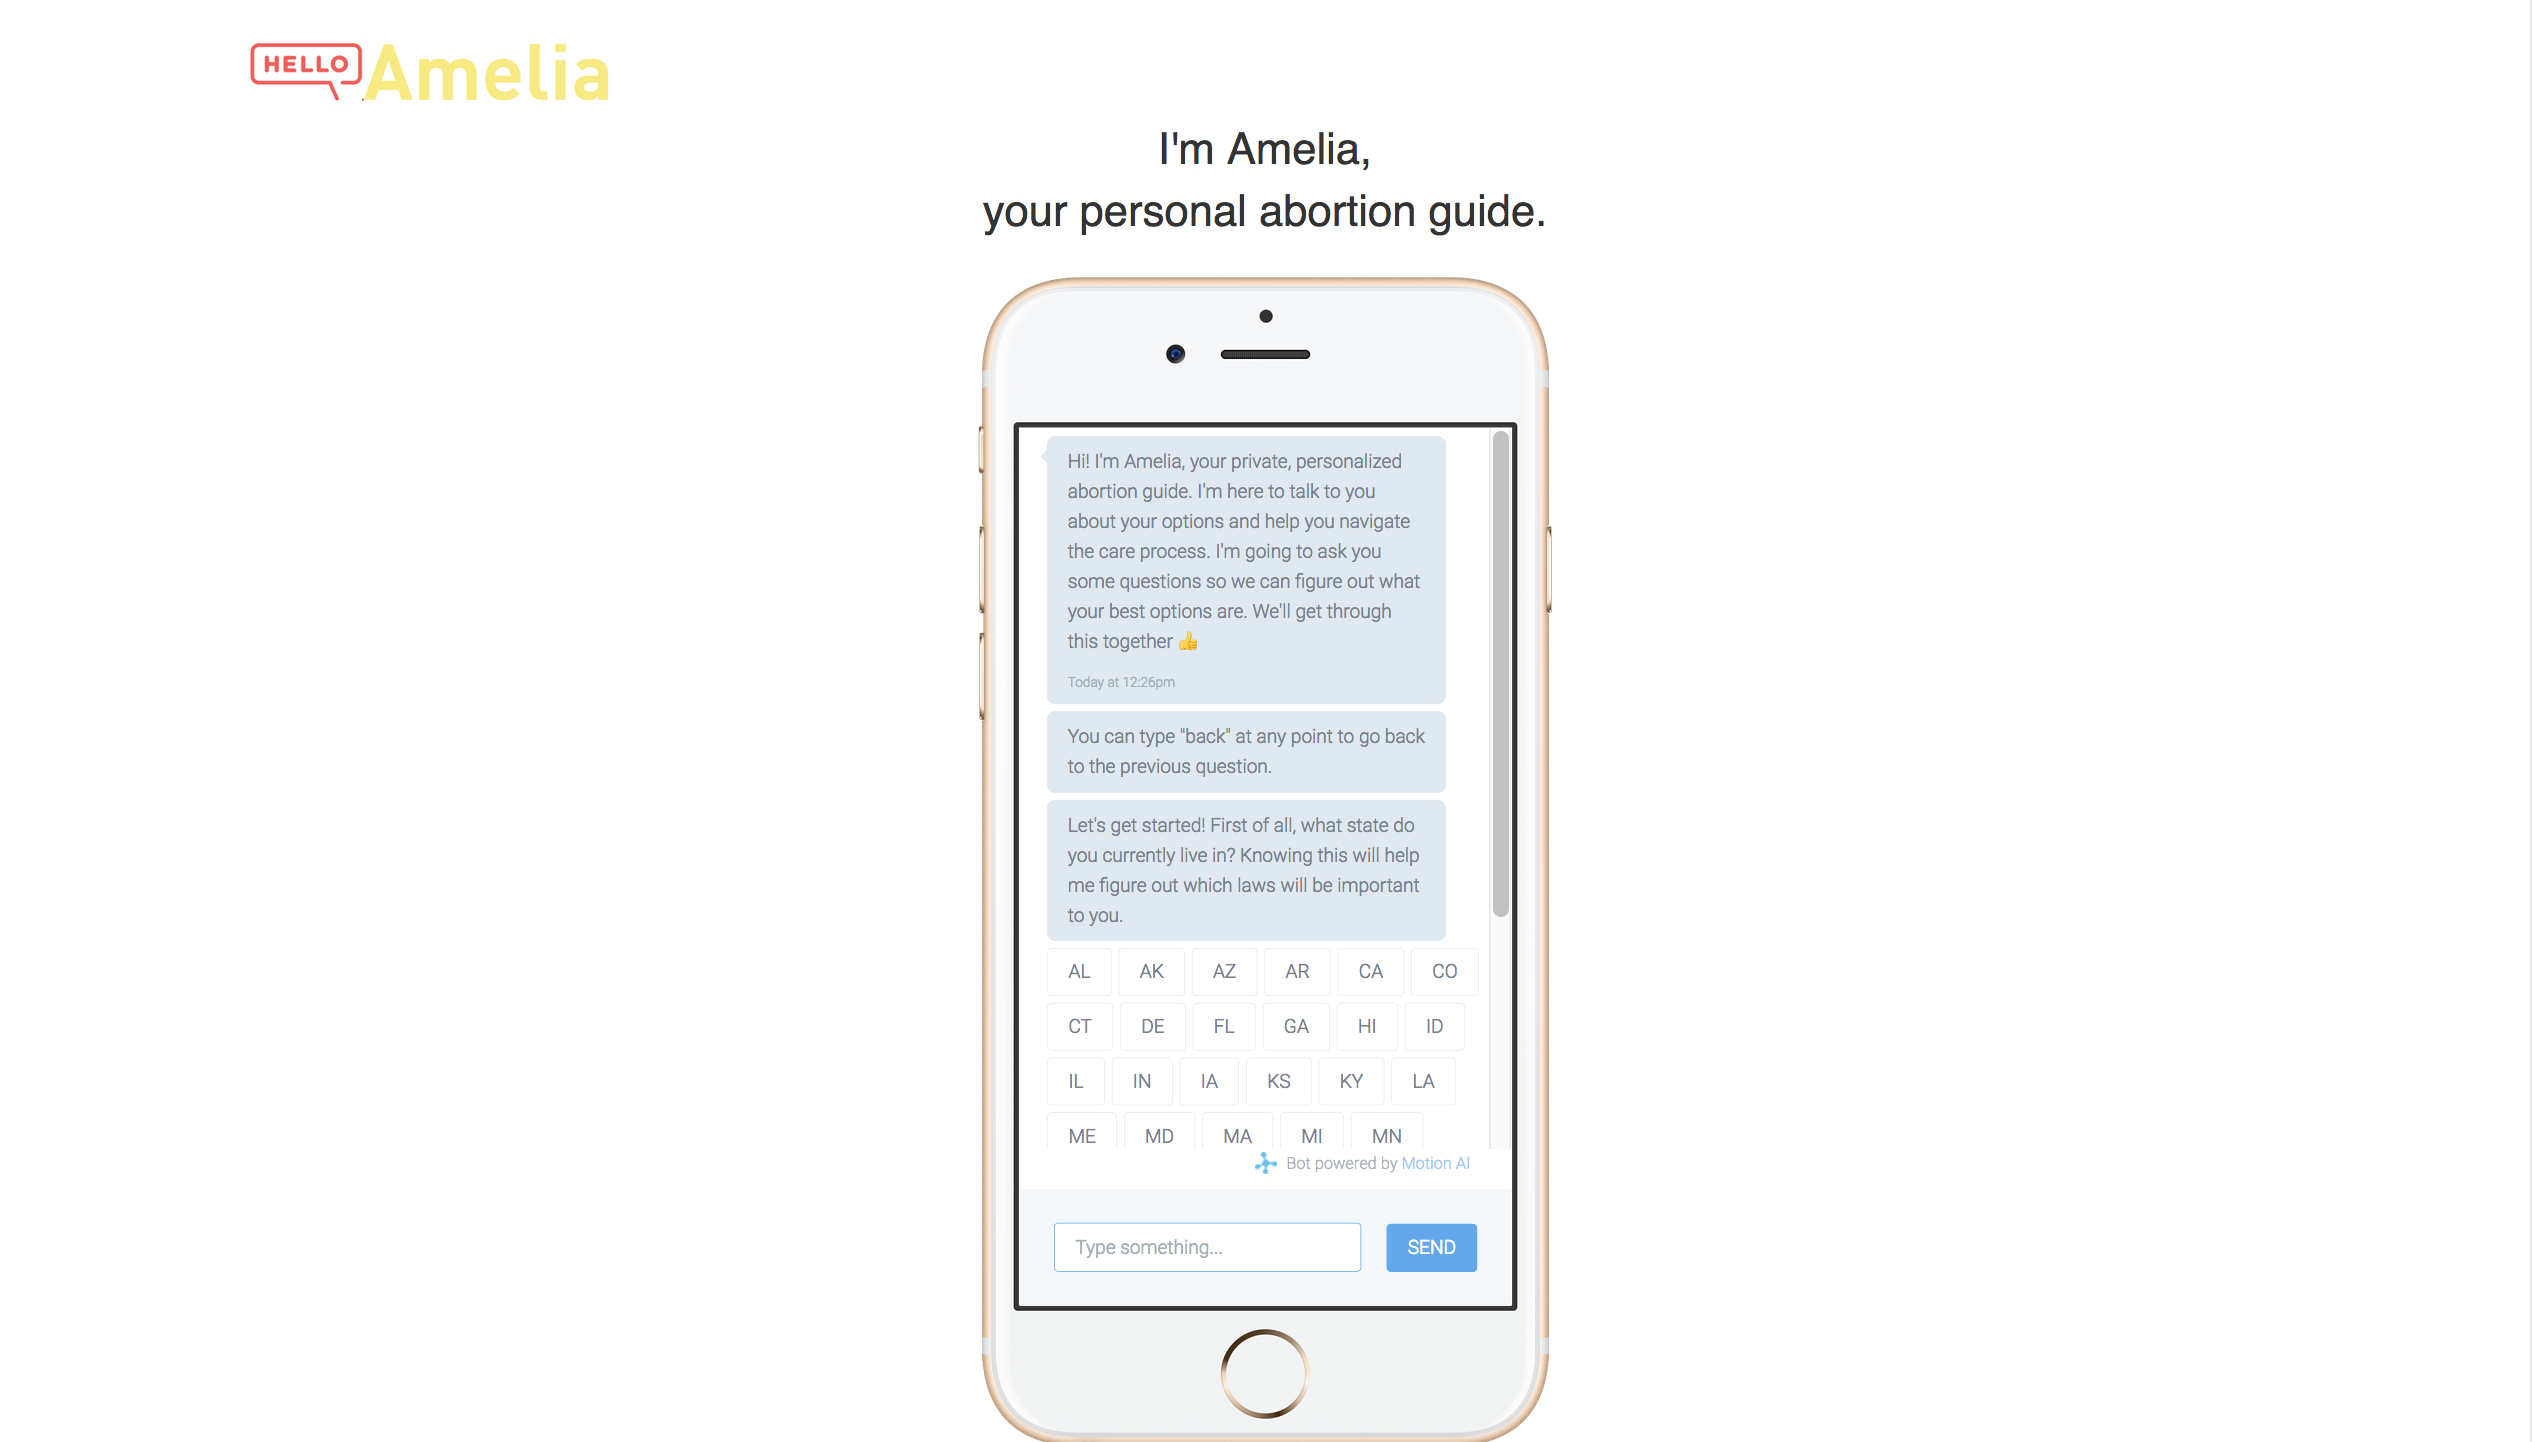 HELLO Amelia
I'm Amelia,
your personal abortion guide.
Hi! I'm Amelia, your private, personalized
abortion guide. I'm here to talk to you
about your options and help you navigate
the care process. I'm going to ask you
some questions so we can figure out what
your best options are. We'll get through
this together 👍
Today at 12:26pm
You can type "back" at any point to go back
to the previous question.
Let's get started! First of all, what state do
you currently live in? Knowing this will help
me figure out which laws will be important
to you.
AL AK AZ AR CA CO
CT DE FL GA HI ID
IL IN IA KS KY LA
ME MD MA MI MN
Bot powered by Motion AI
Type something... SEND